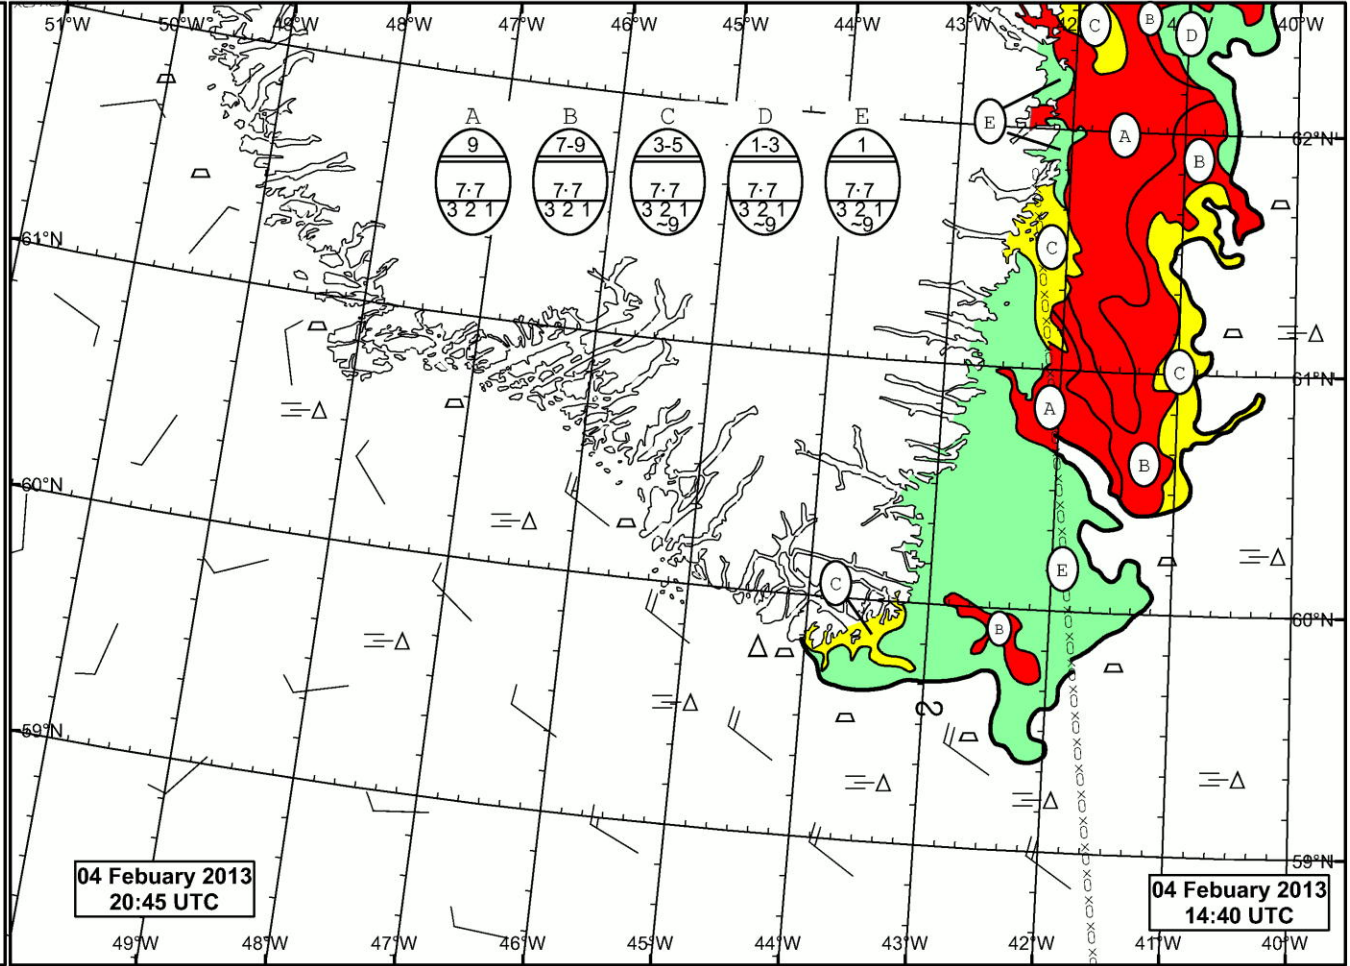 51°W 50°W 48°W 48°W 47°W 46°W 45°W 44°W 43°W 42°W 40°W
C B D
A B C D E
9 7-9 3-5 1-3 1
7·7 7·7 7·7 7·7 7·7
3 2 1 3 2 1 3 2 1 3 2 1 3 2 1
~9 ~9 ~9
E A 62°N
B
61°N C
C 61°N
A
B
60°N
C E
B 60°N
2
59°N
59°N
04 Febuary 2013
20:45 UTC
04 Febuary 2013
14:40 UTC
49°W 48°W 47°W 46°W 45°W 44°W 43°W 42°W 41°W 40°W